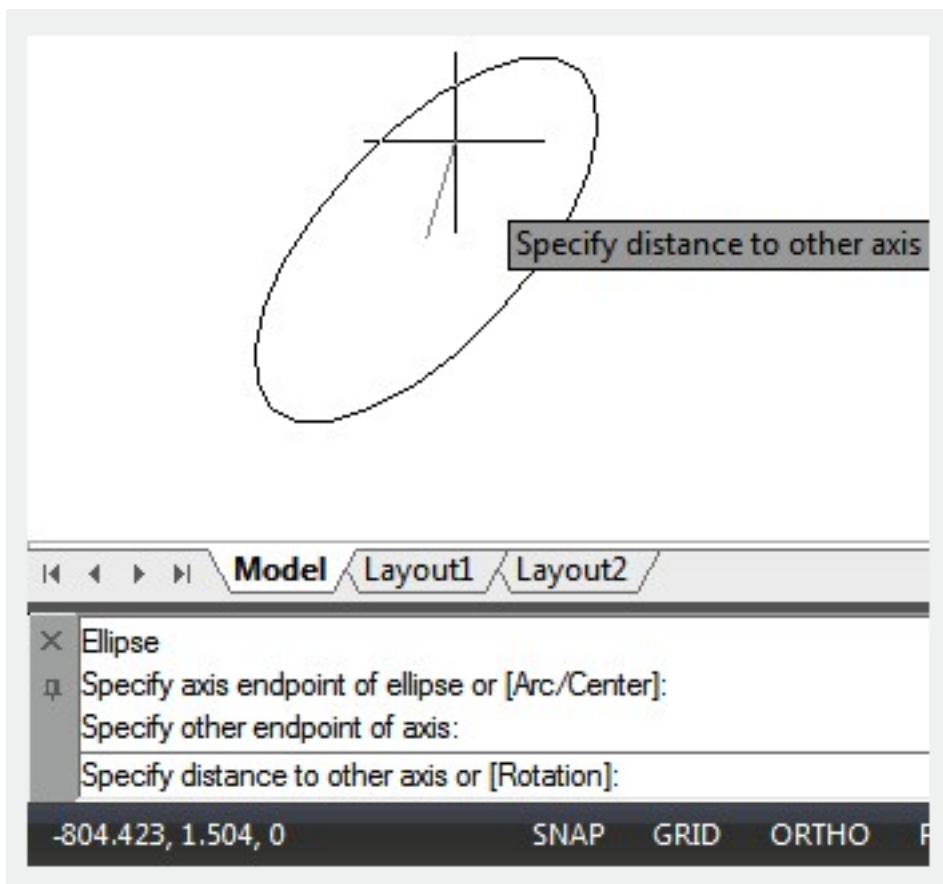 Specify distance to other axis
Model Layout1 Layout2
Ellipse
Specify axis endpoint of ellipse or [Arc/Center]:
Specify other endpoint of axis:
Specify distance to other axis or [Rotation]:
-804.423, 1.504, 0 SNAP GRID ORTHO